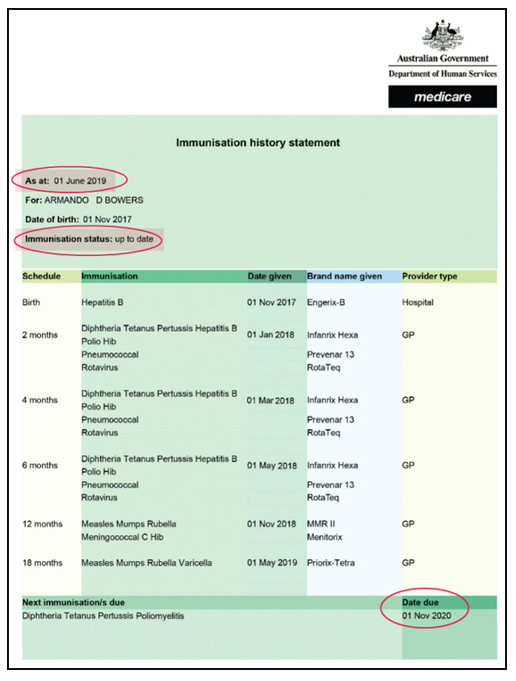 Australian Government
Department of Human Services
medicare
Immunisation history statement
As at: 01 June 2019
For: ARMANDO D BOWERS
Date of birth: 01 Nov 2017
Immunisation status: up to date
Schedule Immunisation Date given Brand name given Provider type
Birth Hepatitis B 01 Nov 2017 Engerix-B Hospital
2 months Diphtheria Tetanus Pertussis Hepatitis B 01 Jan 2018 Infanrix Hexa GP
Polio Hib
Pneumococcal Prevenar 13
Rotavirus RotaTeq
4 months Diphtheria Tetanus Pertussis Hepatitis B 01 Mar 2018 Infanrix Hexa GP
Polio Hib
Pneumococcal Prevenar 13
Rotavirus RotaTeq
6 months Diphtheria Tetanus Pertussis Hepatitis B 01 May 2018 Infanrix Hexa GP
Polio Hib
Pneumococcal Prevenar 13
Rotavirus RotaTeq
12 months Measles Mumps Rubella 01 Nov 2018 MMR II GP
Meningococcal C Hib Menitorix
18 months Measles Mumps Rubella Varicella 01 May 2019 Priorix-Tetra GP
Next immunisation/s due Date due
Diphtheria Tetanus Pertussis Poliomyelitis 01 Nov 2020